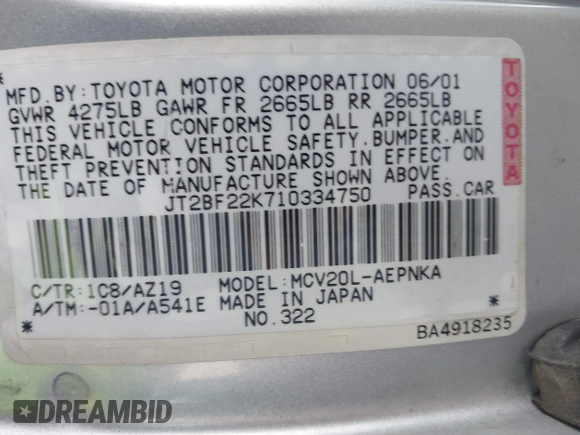 MFD.BY:TOYOTA MOTOR CORPORATION 06/01
GVWR 4275LB GAWR FR 2665LB RR 2665LB
THIS VEHICLE CONFORMS TO ALL APPLICABLE
FEDERAL MOTOR VEHICLE SAFETY.BUMPER.AND
THEFT PREVENTION STANDARDS IN EFFECT ON
THE DATE OF MANUFACTURE SHOWN ABOVE.
JT2BF22K710334750 PASS.CAR
TOYOTA
C/TR:1C8/AZ19 MODEL:MCV20L-AEPNKA
A/TM:-01A/A541E MADE IN JAPAN
NO.322
BA4918235
DREAMBID